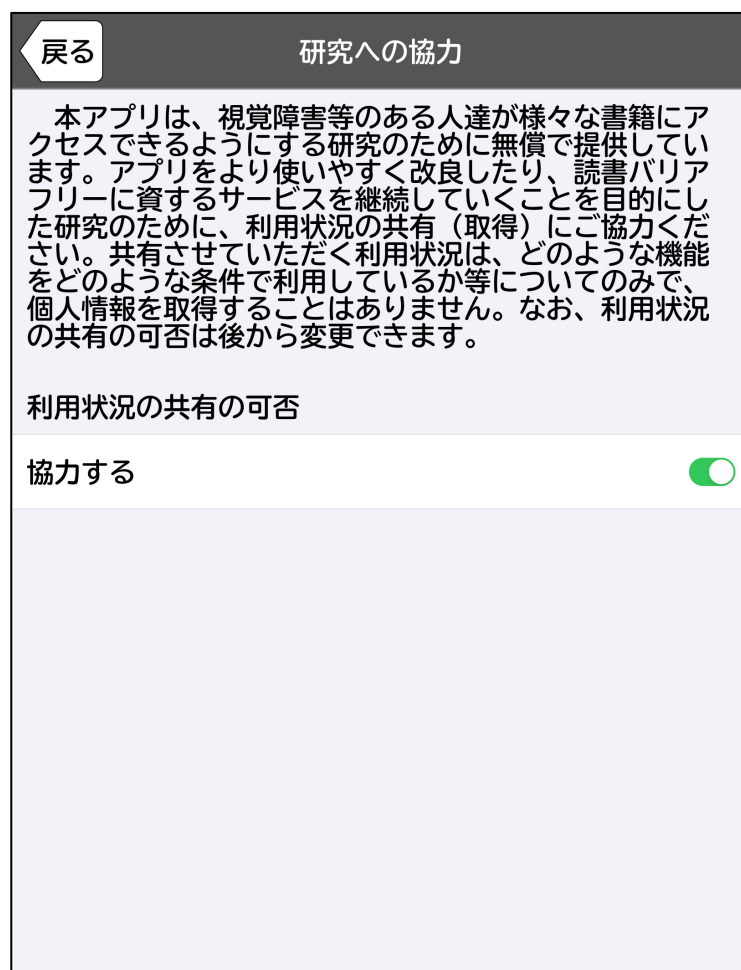 戻る
研究への協力
　本アプリは、視覚障害等のある人達が様々な書籍にア
クセスできるようにする研究のために無償で提供してい
ます。アプリをより使いやすく改良したり、読書バリア
フリーに資するサービスを継続していくことを目的にし
た研究のために、利用状況の共有（取得）にご協力くだ
さい。共有させていただく利用状況は、どのような機能
をどのような条件で利用しているか等についてのみで、
個人情報を取得することはありません。なお、利用状況
の共有の可否は後から変更できます。
利用状況の共有の可否
協力する